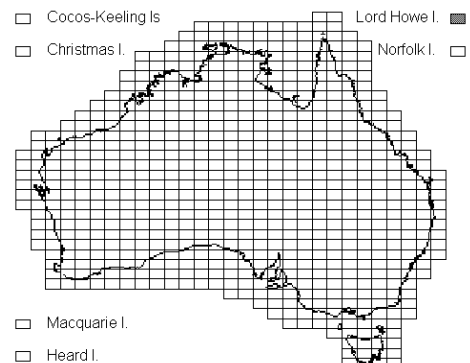 Cocos-Keeling Is
Lord Howe I.
Christmas I.
Norfolk I.
Macquarie I.
Heard I.